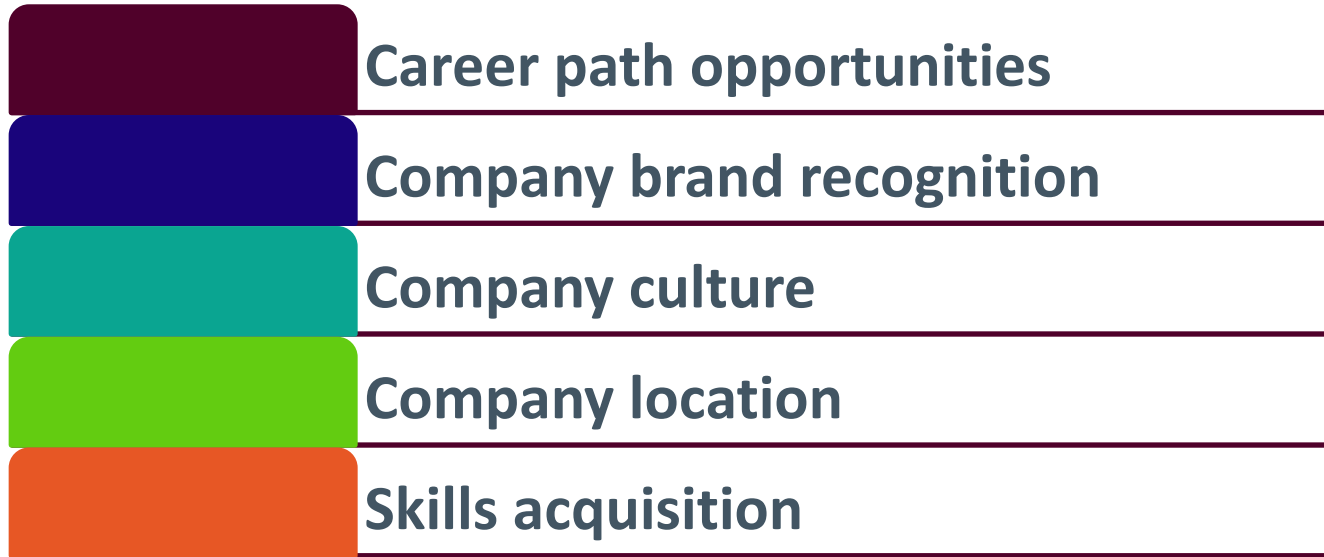 Career path opportunities
Company brand recognition
Company culture
Company location
Skills acquisition